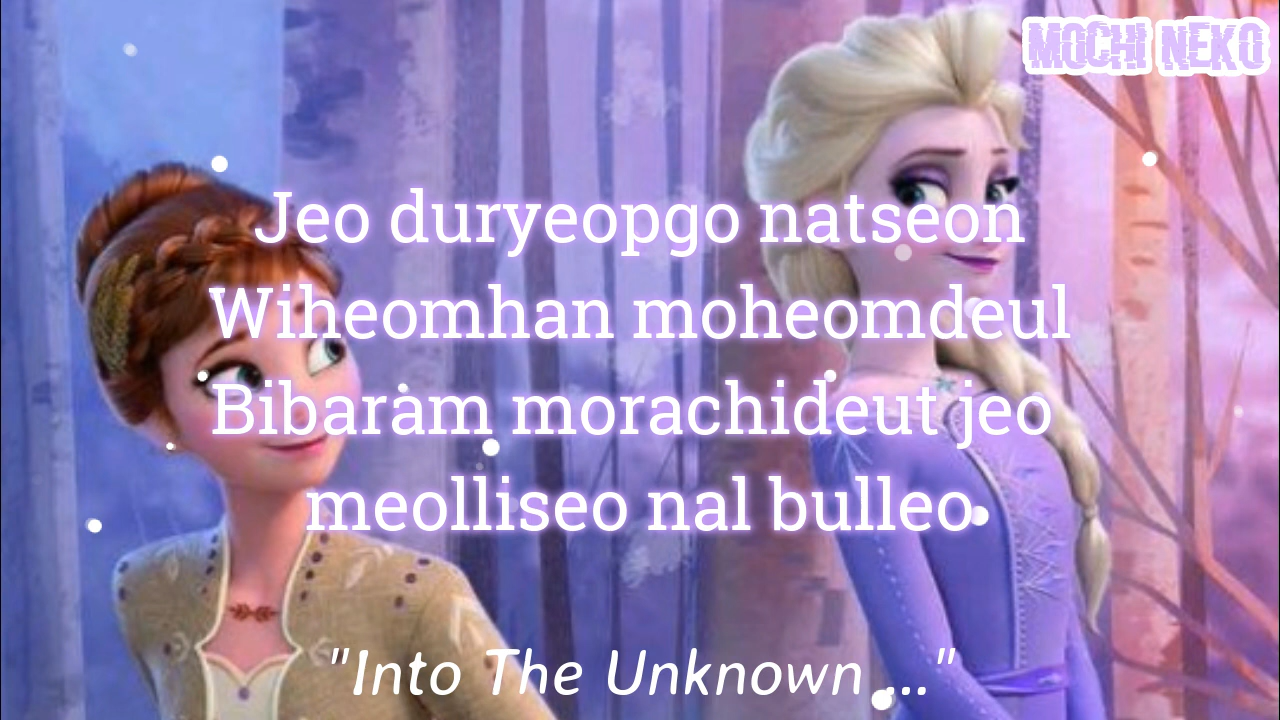 MOCHI NEKO
Jeo duryeopgo natseon
Wiheomhan moheomdeul
Bibaram morachideut jeo
meolliseo nal bulleo
"Into The Unknown ..."